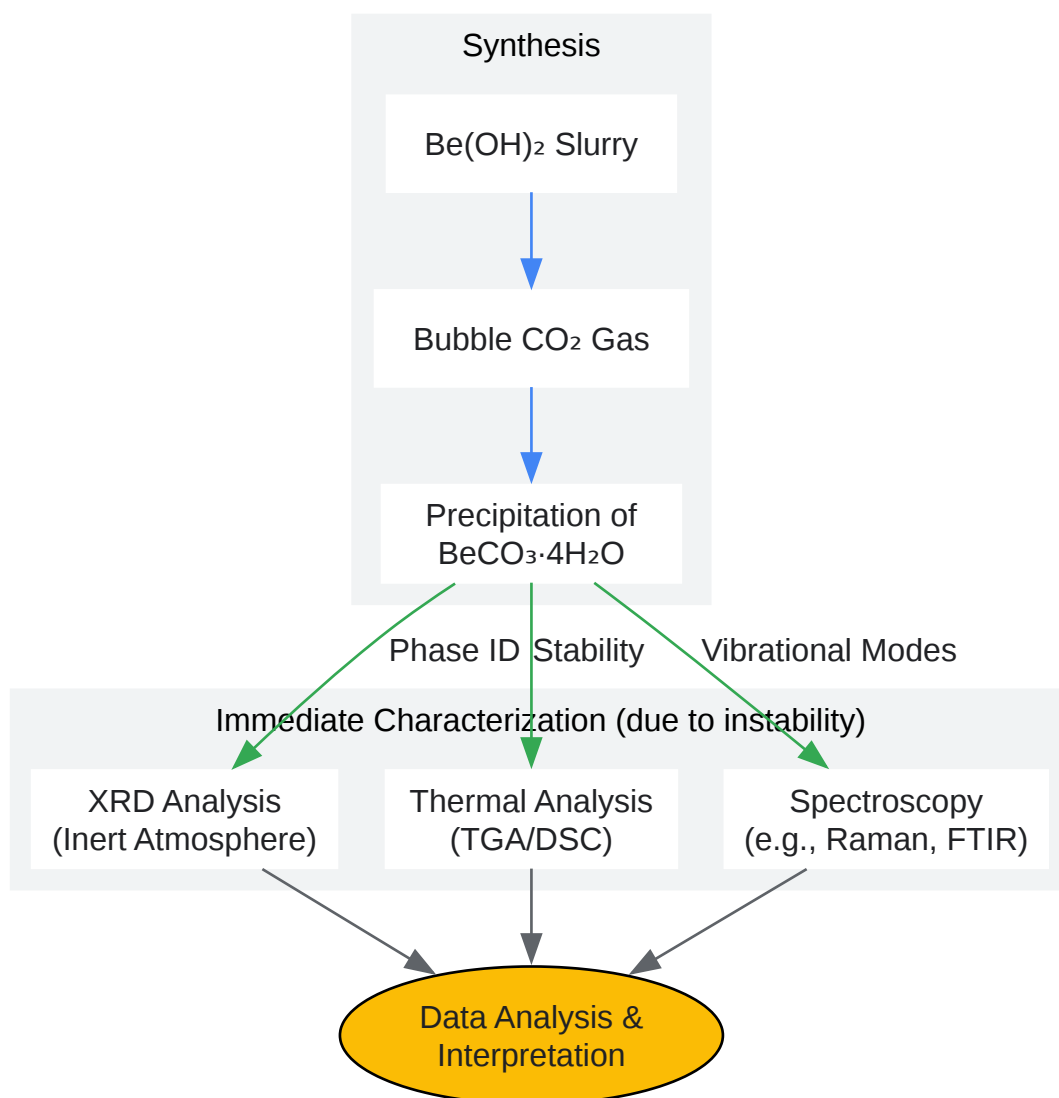 Synthesis
Be(OH)₂ Slurry
Bubble CO₂ Gas
Precipitation of
BeCO₃·4H₂O
Phase ID
Stability
Vibrational Modes
Immediate Characterization (due to instability)
XRD Analysis
(Inert Atmosphere)
Thermal Analysis
(TGA/DSC)
Spectroscopy
(e.g., Raman, FTIR)
Data Analysis &
Interpretation